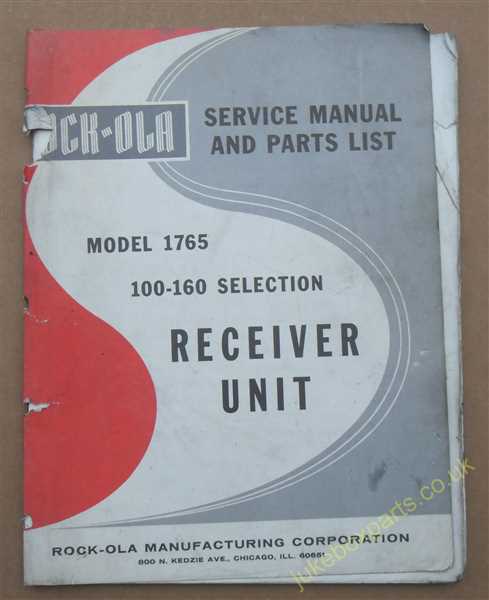 ROCK-OLA
SERVICE MANUAL
AND PARTS LIST
MODEL 1765
100-160 SELECTION
RECEIVER
UNIT
ROCK-OLA MANUFACTURING CORPORATION
800 N. KEDZIE AVE., CHICAGO, ILL. 60651
jukeboxparts.co.uk